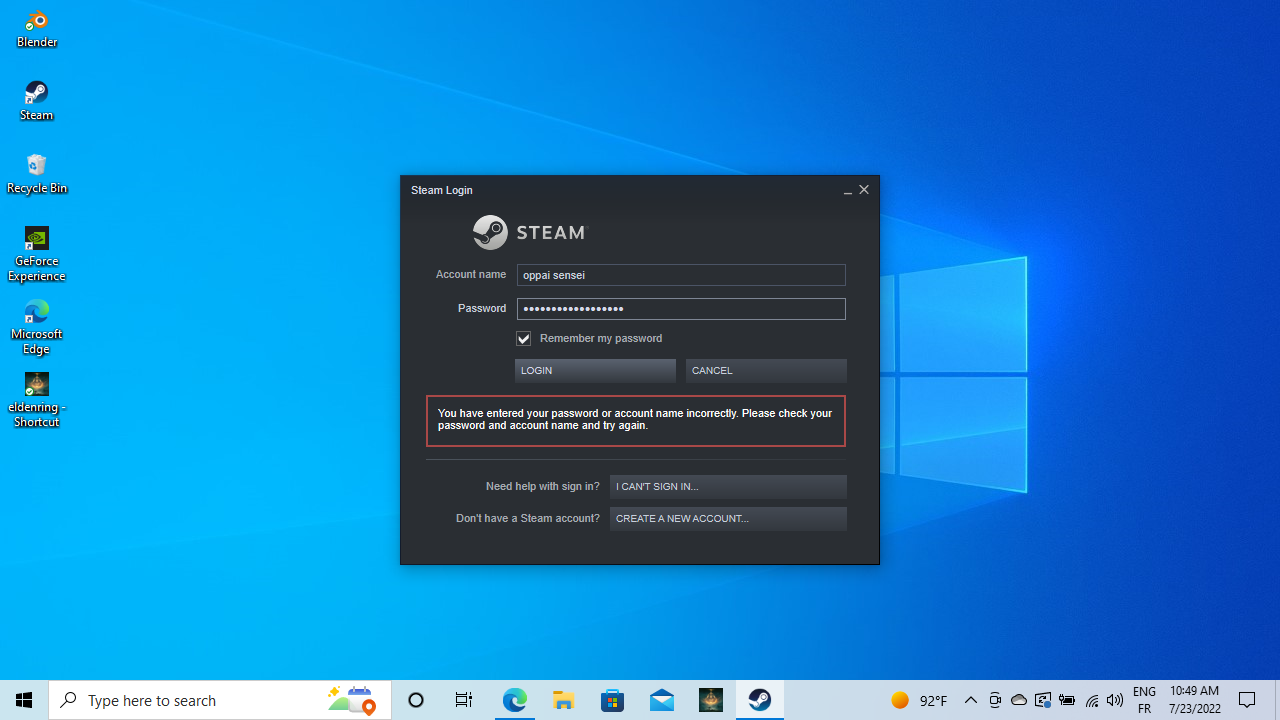 Blender
Steam
Recycle Bin
GeForce
Experience
Microsoft
Edge
eldenring -
Shortcut
Steam Login
STEAM
Account name
oppai sensei
Password
Remember my password
LOGIN
CANCEL
You have entered your password or account name incorrectly. Please check your
password and account name and try again.
Need help with sign in?
I CAN'T SIGN IN...
Don't have a Steam account?
CREATE A NEW ACCOUNT...
Type here to search
92°F
ENG
FR
10:49 AM
7/23/2022